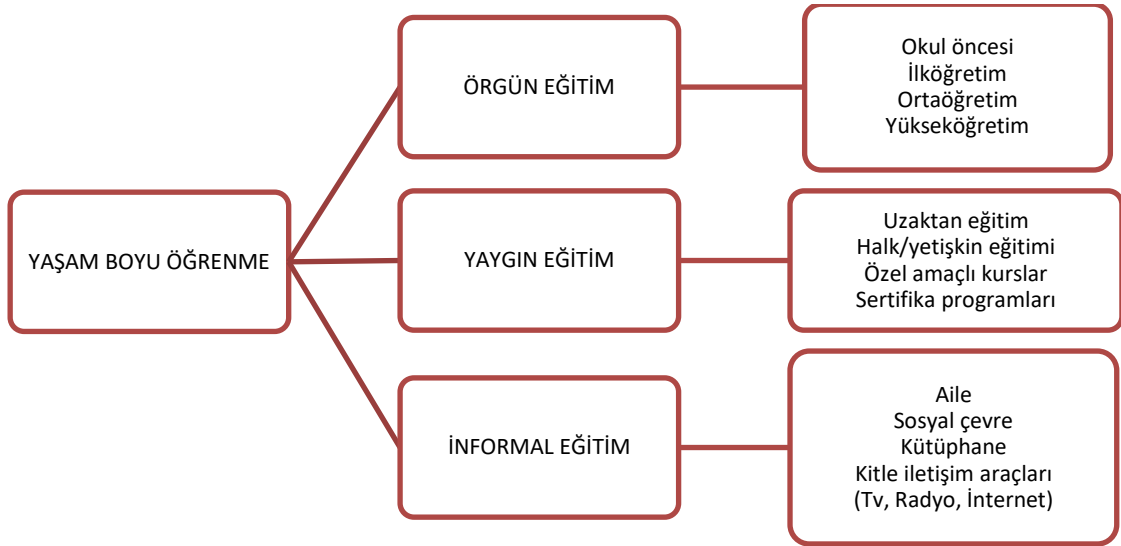 YAŞAM BOYU ÖĞRENME
ÖRGÜN EĞİTİM
Okul öncesi
İlköğretim
Ortaöğretim
Yükseköğretim
YAYGIN EĞİTİM
Uzaktan eğitim
Halk/yetişkin eğitimi
Özel amaçlı kurslar
Sertifika programları
İNFORMAL EĞİTİM
Aile
Sosyal çevre
Kütüphane
Kitle iletişim araçları
(Tv, Radyo, İnternet)